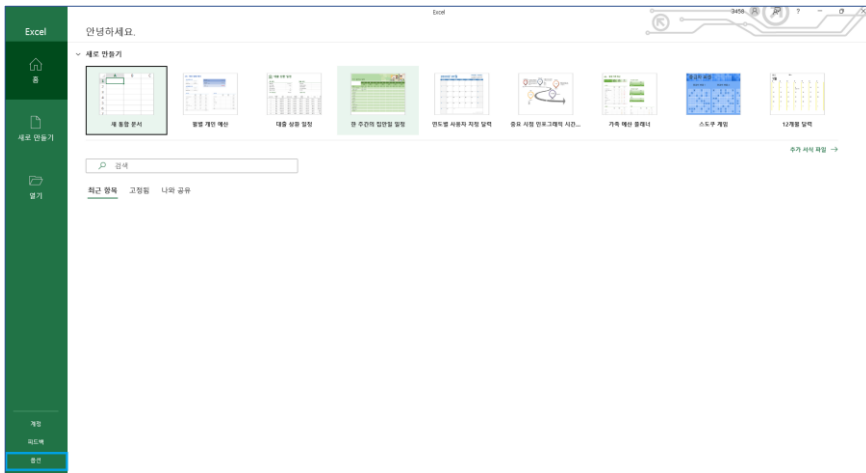 Excel
3458
?
Excel
안녕하세요.
새로 만들기
홈
새 통합 문서
월별 개인 예산
대출 상환 일정
한 주간의 집안일 일정
연도별 사용자 지정 달력
중요 시점 인포그래픽 시간...
가족 예산 플래너
스도쿠 게임
12개월 달력
새로 만들기
추가 서식 파일 →
검색
열기
최근 항목 고정됨 나와 공유
계정
피드백
옵션